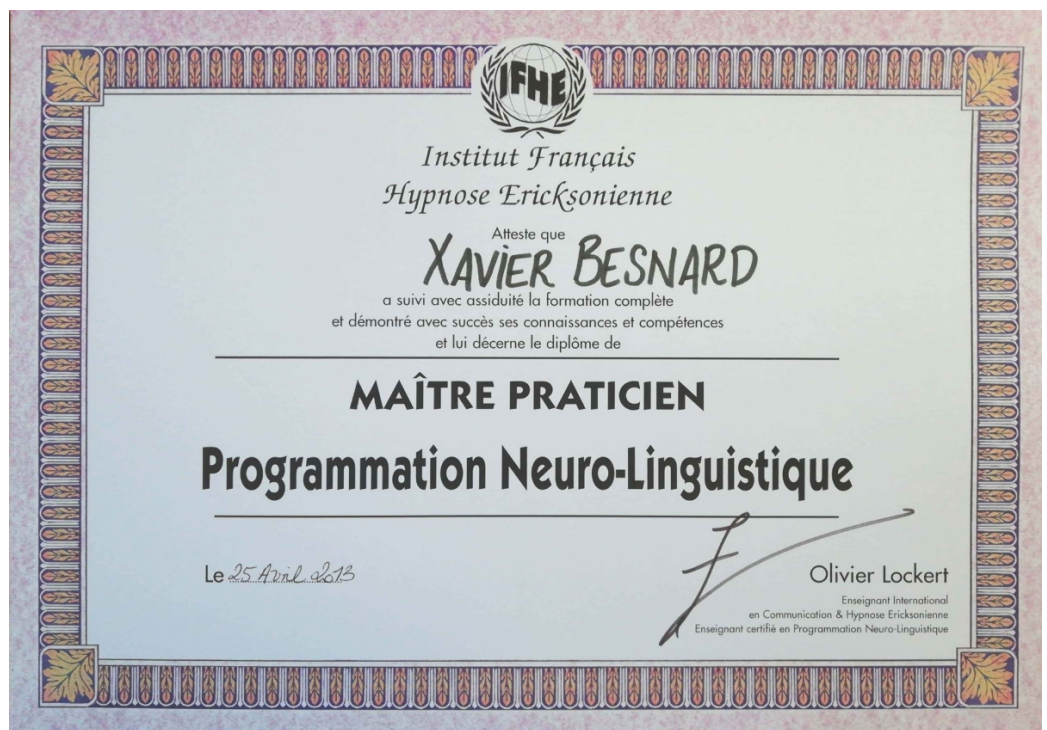 IFHE
Institut Français
Hypnose Ericksonienne
Atteste que
XAVIER BESNARD
a suivi avec assiduité la formation complète
et démontré avec succès ses connaissances et compétences
et lui décerne le diplôme de
MAÎTRE PRATICIEN
Programmation Neuro-Linguistique
Le 25 Avril 2013
Olivier Lockert
Enseignant International
en Communication & Hypnose Ericksonienne
Enseignant certifié en Programmation Neuro-Linguistique